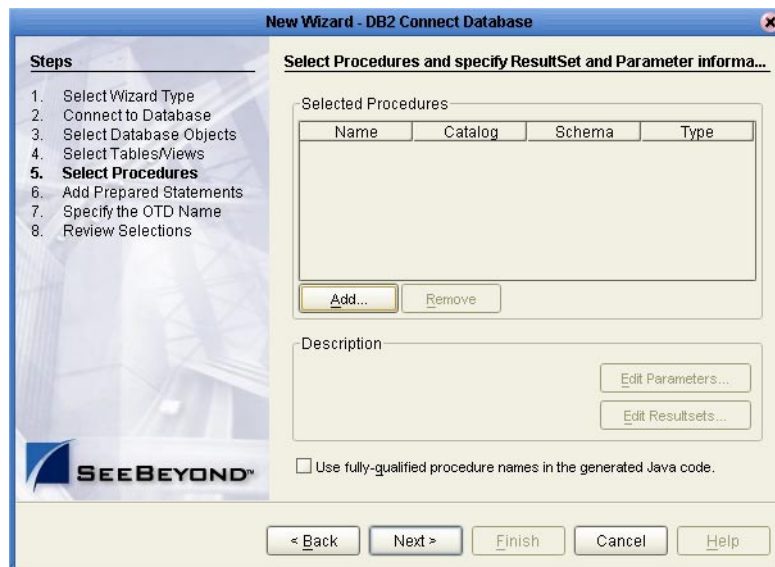 New Wizard - DB2 Connect Database
Steps
1. Select Wizard Type
2. Connect to Database
3. Select Database Objects
4. Select Tables/Views
5. Select Procedures
6. Add Prepared Statements
7. Specify the OTD Name
8. Review Selections
SEEBEYOND™
Select Procedures and specify ResultSet and Parameter informa...
Selected Procedures
Name Catalog Schema Type
Add... Remove
Description
Edit Parameters...
Edit Resultsets...
Use fully-qualified procedure names in the generated Java code.
< Back Next > Finish Cancel Help